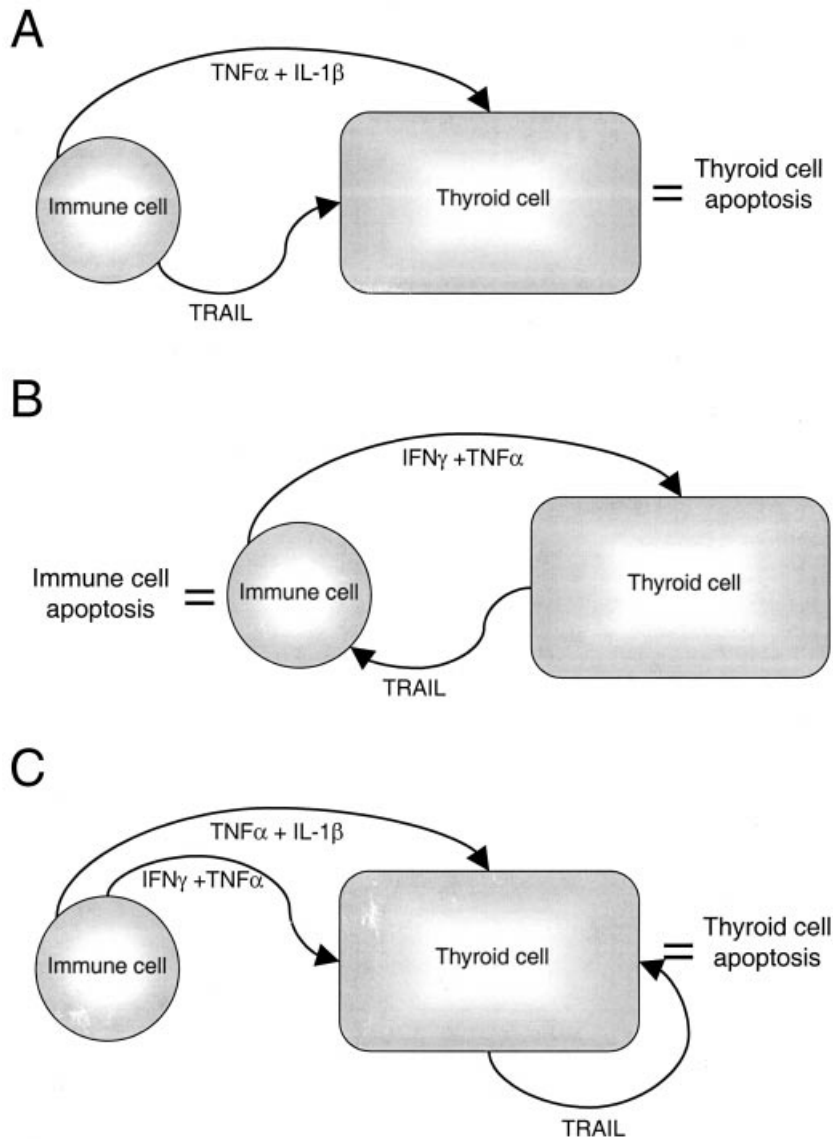 A
TNFα + IL-1β
Immune cell
Thyroid cell
= Thyroid cell
apoptosis
TRAIL
B
IFNγ +TNFα
Immune cell
apoptosis =
Immune cell
Thyroid cell
TRAIL
C
TNFα + IL-1β
IFNγ +TNFα
Immune cell
Thyroid cell
= Thyroid cell
apoptosis
TRAIL